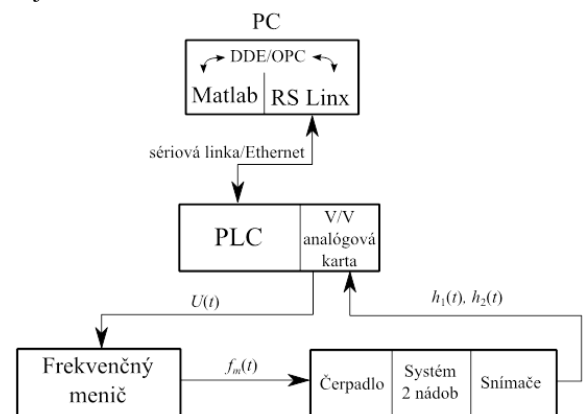 PC
DDE/OPC
Matlab RS Linx
sériová linka/Ethernet
PLC
V/V
analógová
karta
U(t)
h₁(t), h₂(t)
Frekvenčný
menič
fₘ(t)
Čerpadlo
Systém
2 nádob
Snímače